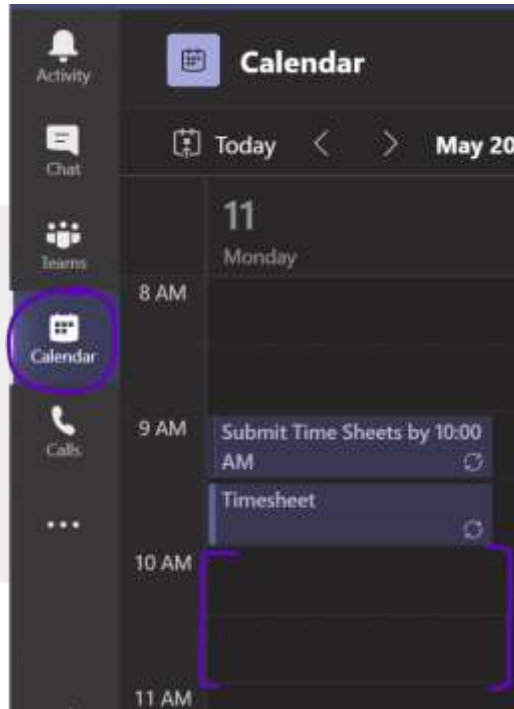 Activity
Chat
Teams
Calendar
Calls
Calendar
Today
May 20
11
Monday
8 AM
9 AM
Submit Time Sheets by 10:00
AM
Timesheet
10 AM
11 AM